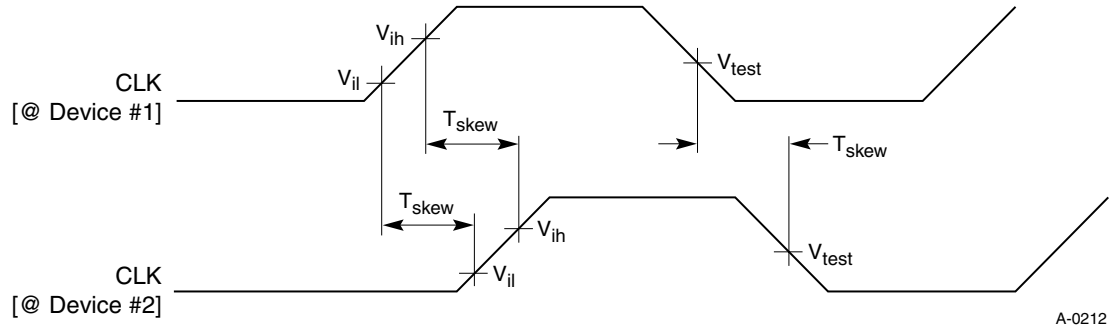 V_ih
V_il
V_test
CLK
[@ Device #1]
T_skew
T_skew
T_skew
V_ih
V_test
V_il
CLK
[@ Device #2]
A-0212